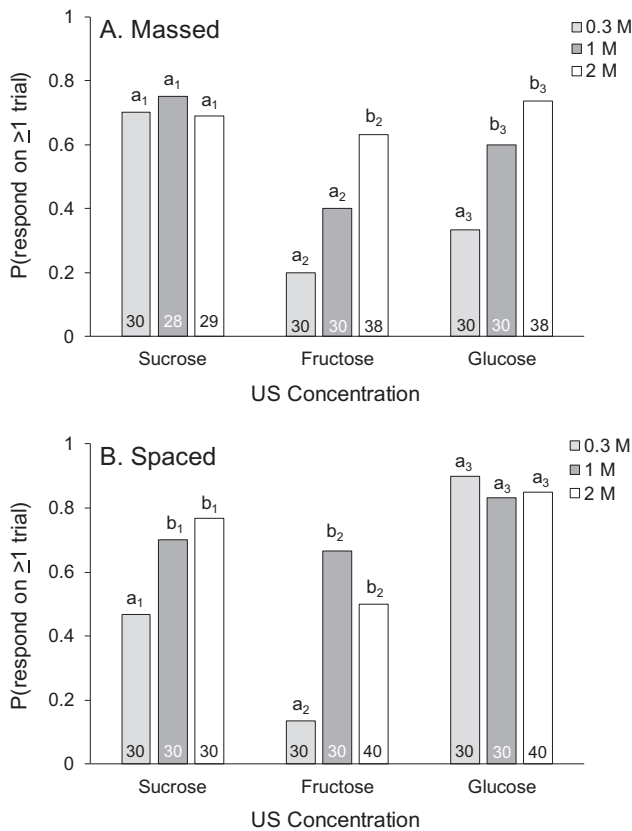 A. Massed
0.3 M
1 M
2 M
P(respond on ≥1 trial)
1
0.8
0.6
0.4
0.2
0
a₁ a₁ a₁ a₂ a₂ b₂ a₃ b₃ b₃
30 28 29 30 30 38 30 30 38
Sucrose Fructose Glucose
US Concentration
B. Spaced
0.3 M
1 M
2 M
P(respond on ≥1 trial)
1
0.8
0.6
0.4
0.2
0
a₁ b₁ b₁ a₂ b₂ b₂ a₃ a₃ a₃
30 30 30 30 30 40 30 30 40
Sucrose Fructose Glucose
US Concentration